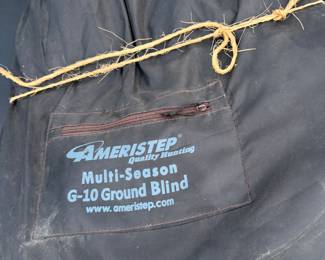 AMERISTEP®
Quality Hunting
Multi-Season
G-10 Ground Blind
www.ameristep.com